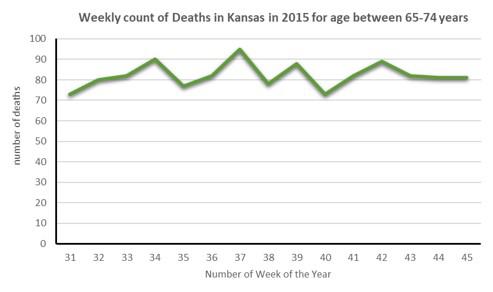 Weekly count of Deaths in Kansas in 2015 for age between 65-74 years
100
90
80
70
60
50
40
30
20
10
0
number of deaths
31 32 33 34 35 36 37 38 39 40 41 42 43 44 45
Number of Week of the Year